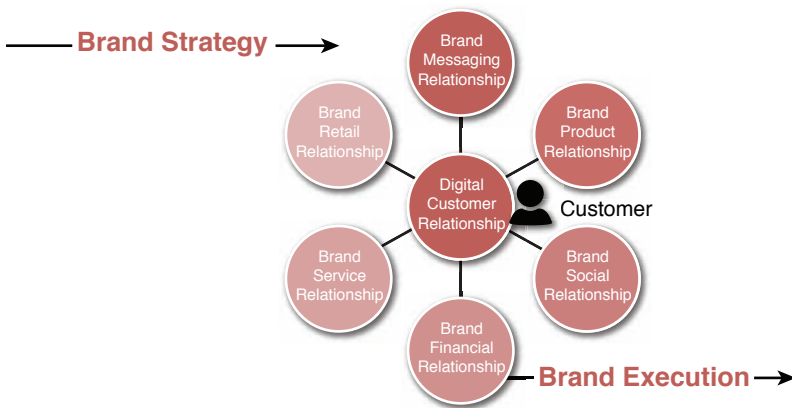 Brand Strategy
Brand
Messaging
Relationship
Brand
Retail
Relationship
Brand
Product
Relationship
Digital
Customer
Relationship
Customer
Brand
Service
Relationship
Brand
Social
Relationship
Brand
Financial
Relationship
Brand Execution